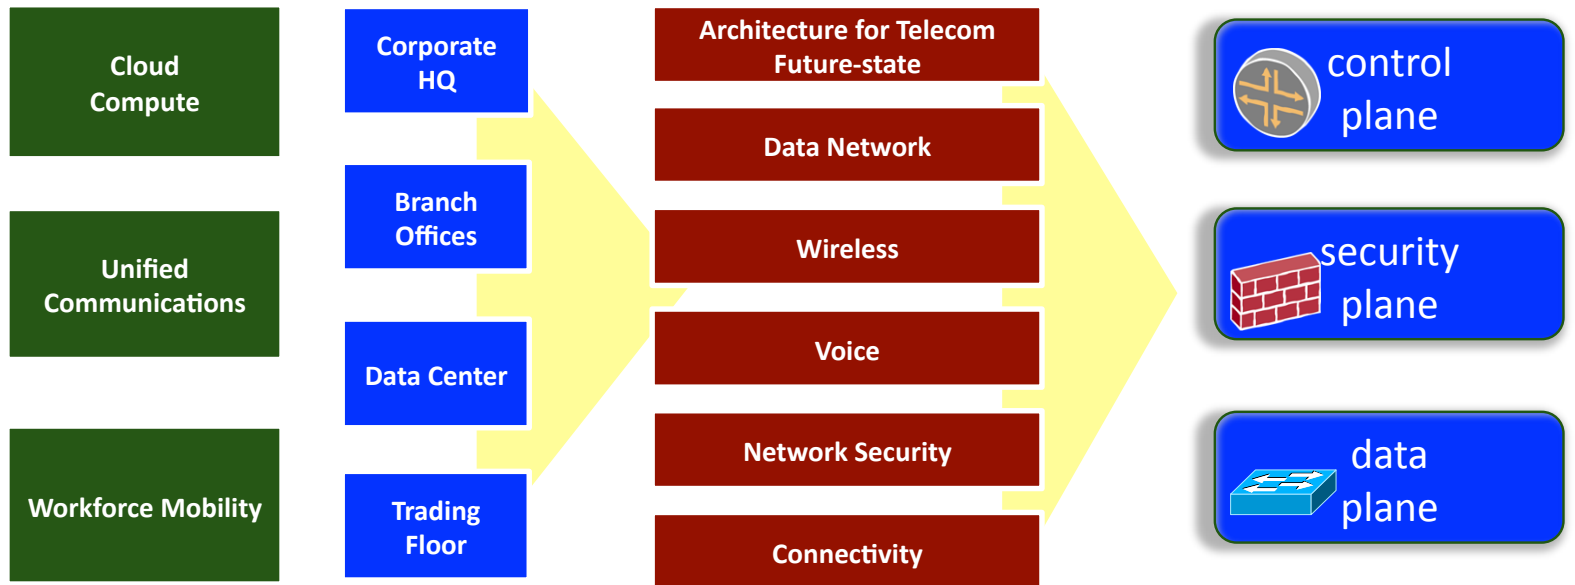 Cloud
Compute
Unified
Communications
Workforce Mobility
Corporate
HQ
Branch
Offices
Data Center
Trading
Floor
Architecture for Telecom
Future-state
Data Network
Wireless
Voice
Network Security
Connectivity
control
plane
security
plane
data
plane